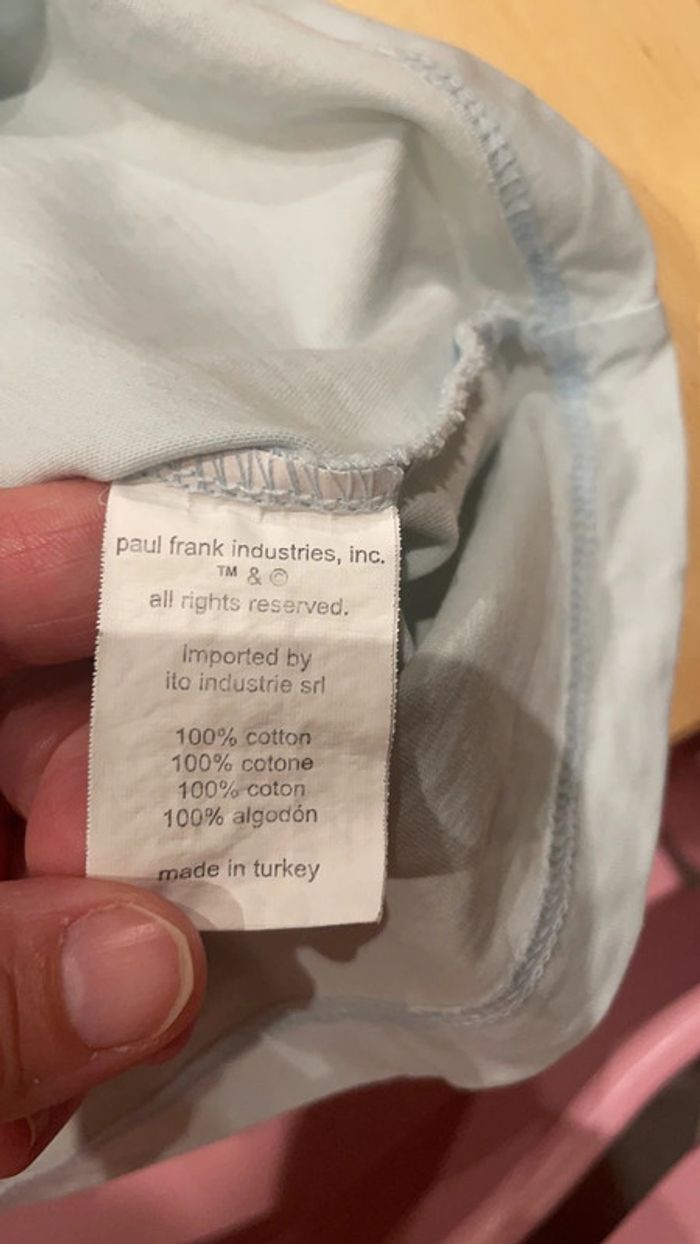 paul frank industries, inc.
™ & ©
all rights reserved.
imported by
ito industrie srl
100% cotton
100% cotone
100% coton
100% algodón
made in turkey